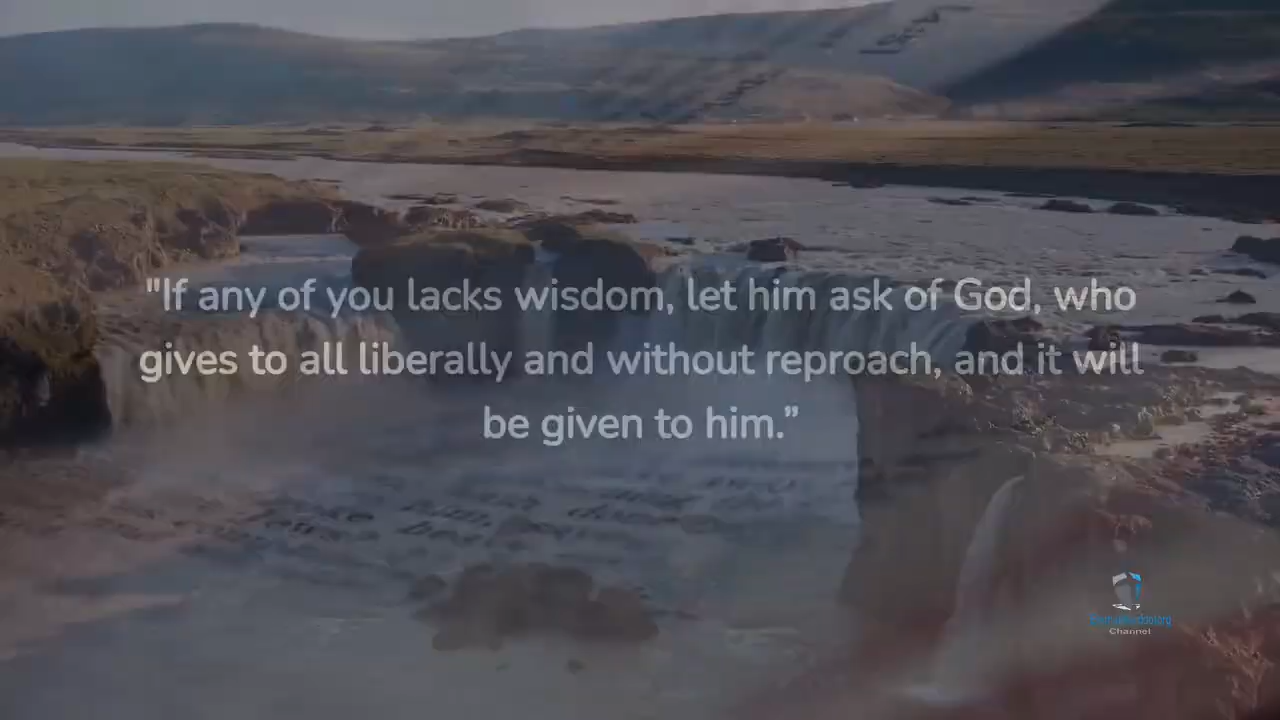 "If any of you lacks wisdom, let him ask of God, who
gives to all liberally and without reproach, and it will
be given to him.”
Channel